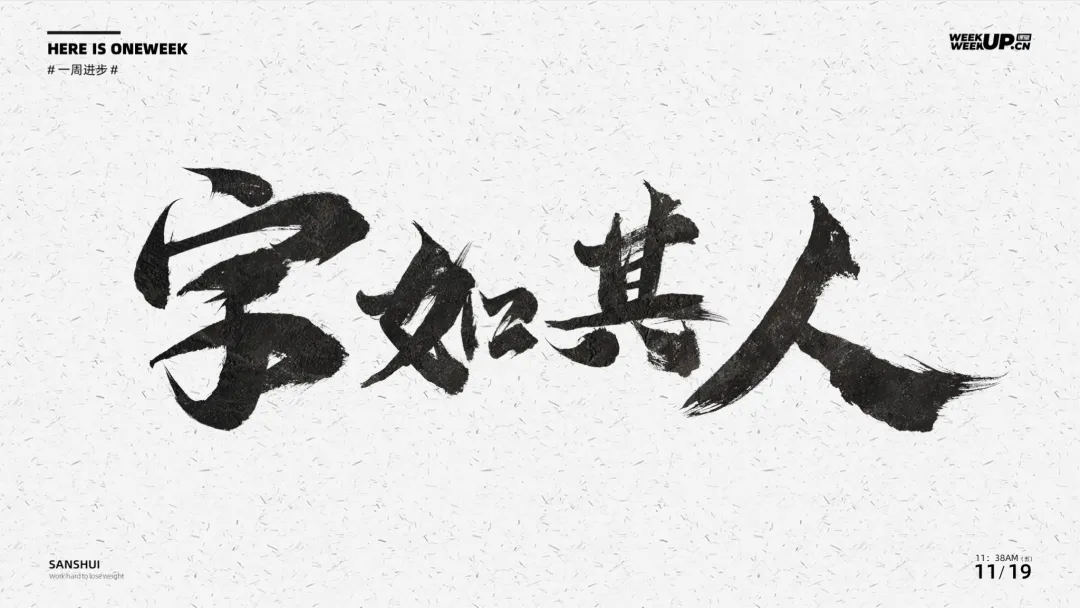 HERE IS ONEWEEK
# 一周进步 #
WEEK
WEEKUP.CN
字如其人
SANSHUI
Work hard to lose weight
11: 38AM (五)
11/19